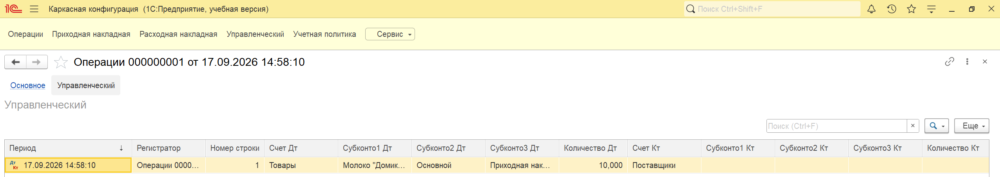 1С Каркасная конфигурация (1С:Предприятие, учебная версия) Поиск Ctrl+Shift+F
Операции Приходная накладная Расходная накладная Управленческий Учетная политика Сервис
Операции 000000001 от 17.09.2026 14:58:10
Основное Управленческий
Управленческий
Поиск (Ctrl+F) × Еще
Период ↓ Регистратор Номер строки Счет Дт Субконто1 Дт Субконто2 Дт Субконто3 Дт Количество Дт Счет Кт Субконто1 Кт Субконто2 Кт Субконто3 Кт Количество Кт
Дт Кт 17.09.2026 14:58:10 Операции 0000... 1 Товары Молоко "Домик... Основной Приходная нак... 10,000 Поставщики